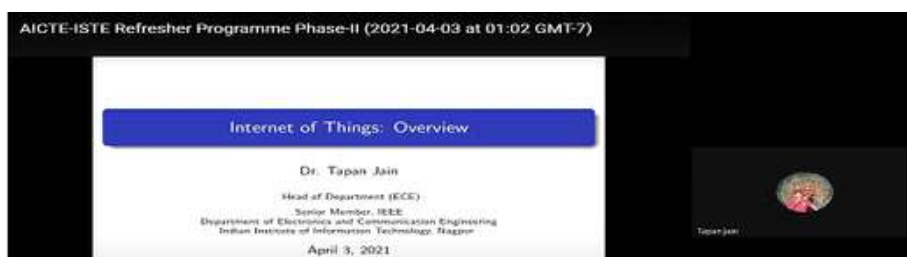 AICTE-ISTE Refresher Programme Phase-II (2021-04-03 at 01:02 GMT-7)
Internet of Things: Overview
Dr. Tapan Jain
Head of Department (ECE)
Senior Member, IEEE
Department of Electronics and Communication Engineering
Indian Institute of Information Technology, Nagpur
April 3, 2021
Tapan Jain